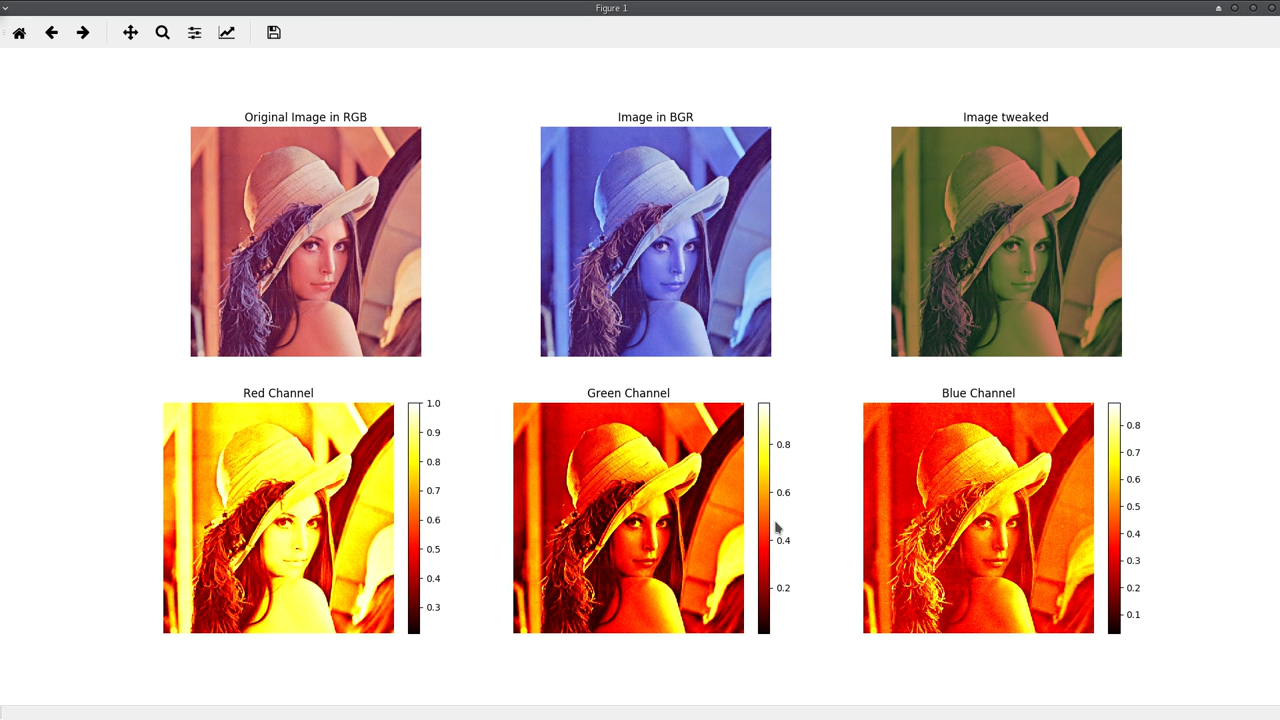 Figure 1
Original Image in RGB
Image in BGR
Image tweaked
Red Channel
1.0
0.9
0.8
0.7
0.6
0.5
0.4
0.3
Green Channel
0.8
0.6
0.4
0.2
Blue Channel
0.8
0.7
0.6
0.5
0.4
0.3
0.2
0.1